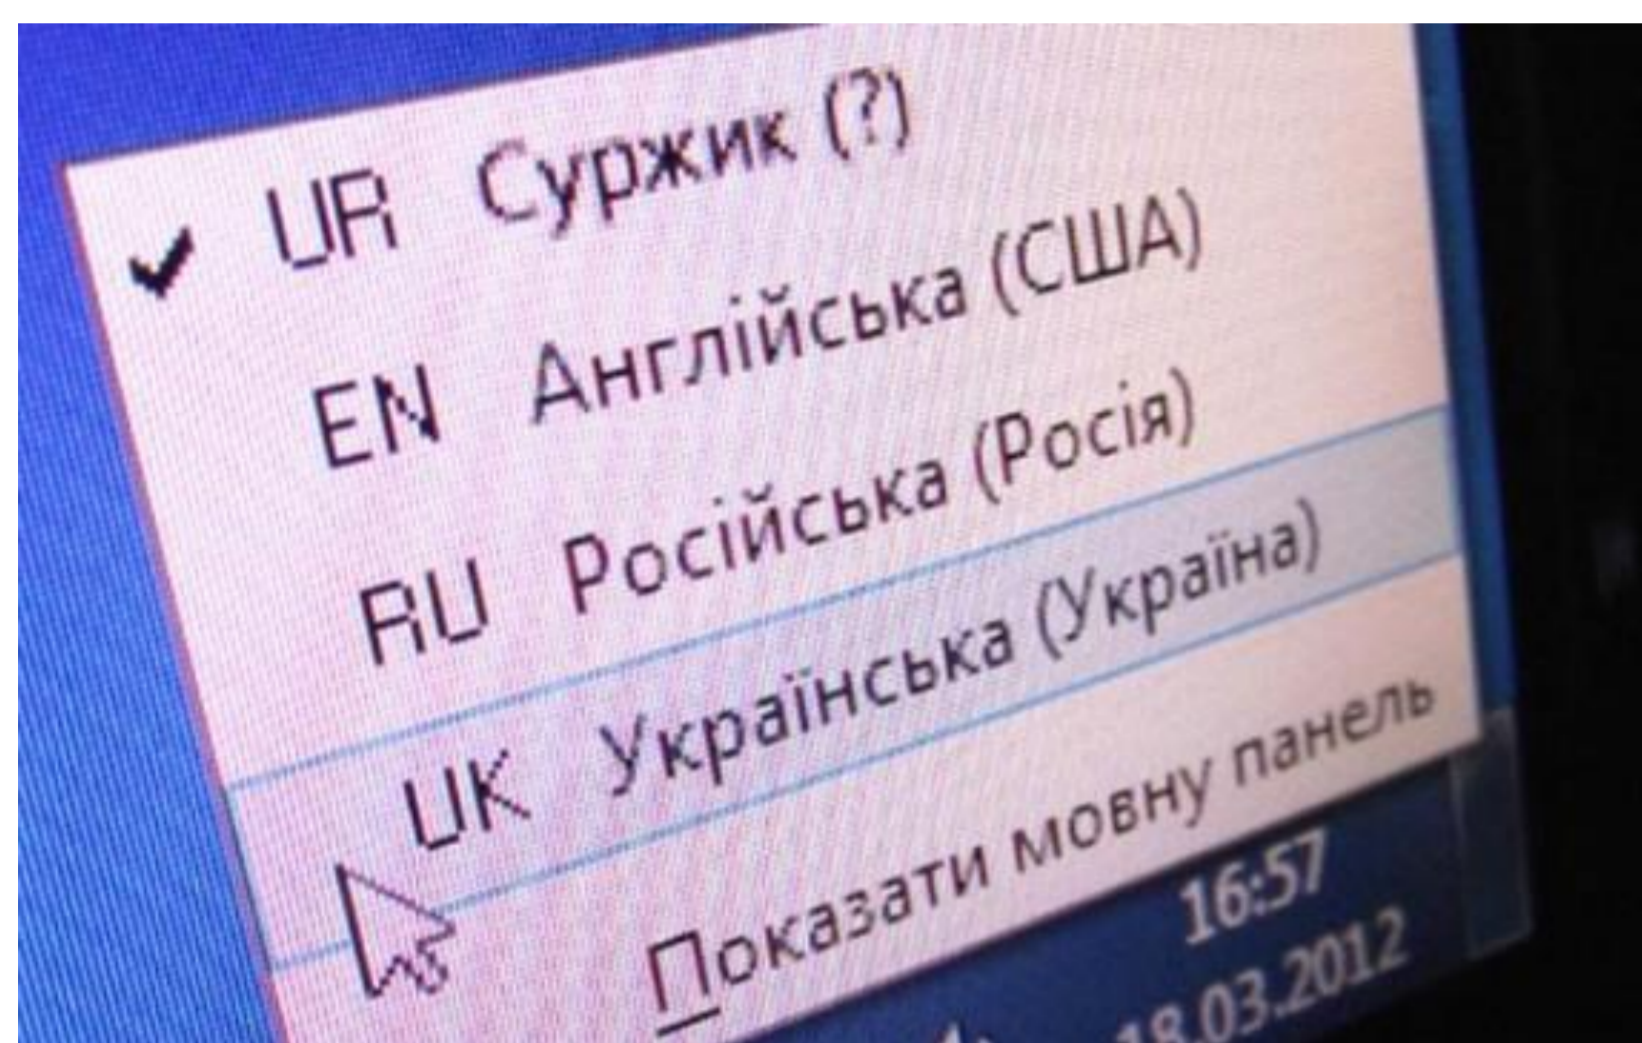 UR Суржик (?)
EN Англійська (США)
RU Російська (Росія)
UK Українська (Україна)
Показати мовну панель
16:57
18.03.2012